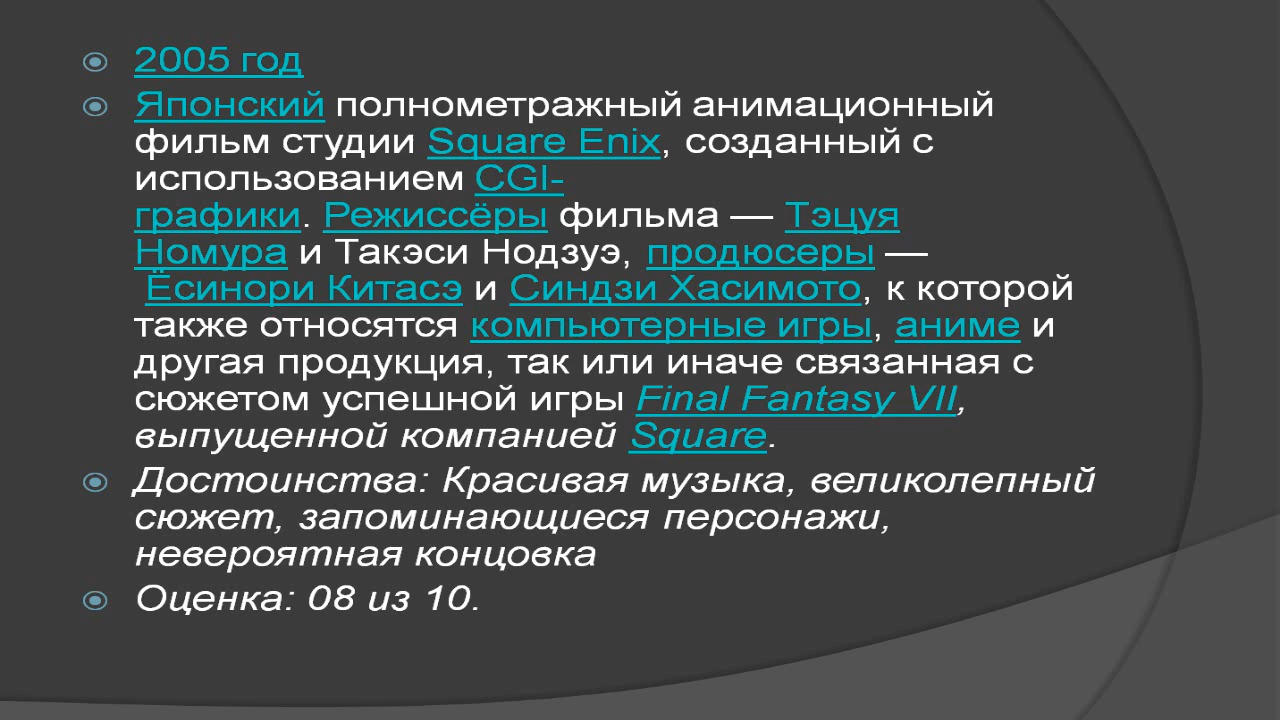 2005 год
Японский полнометражный анимационный
фильм студии Square Enix, созданный с
использованием CGI-
графики. Режиссёры фильма — Тэцуя
Номура и Такэси Нодзуэ, продюсеры —
Ёсинори Китасэ и Синдзи Хасимото, к которой
также относятся компьютерные игры, аниме и
другая продукция, так или иначе связанная с
сюжетом успешной игры Final Fantasy VII,
выпущенной компанией Square.
Достоинства: Красивая музыка, великолепный
сюжет, запоминающиеся персонажи,
невероятная концовка
Оценка: 08 из 10.